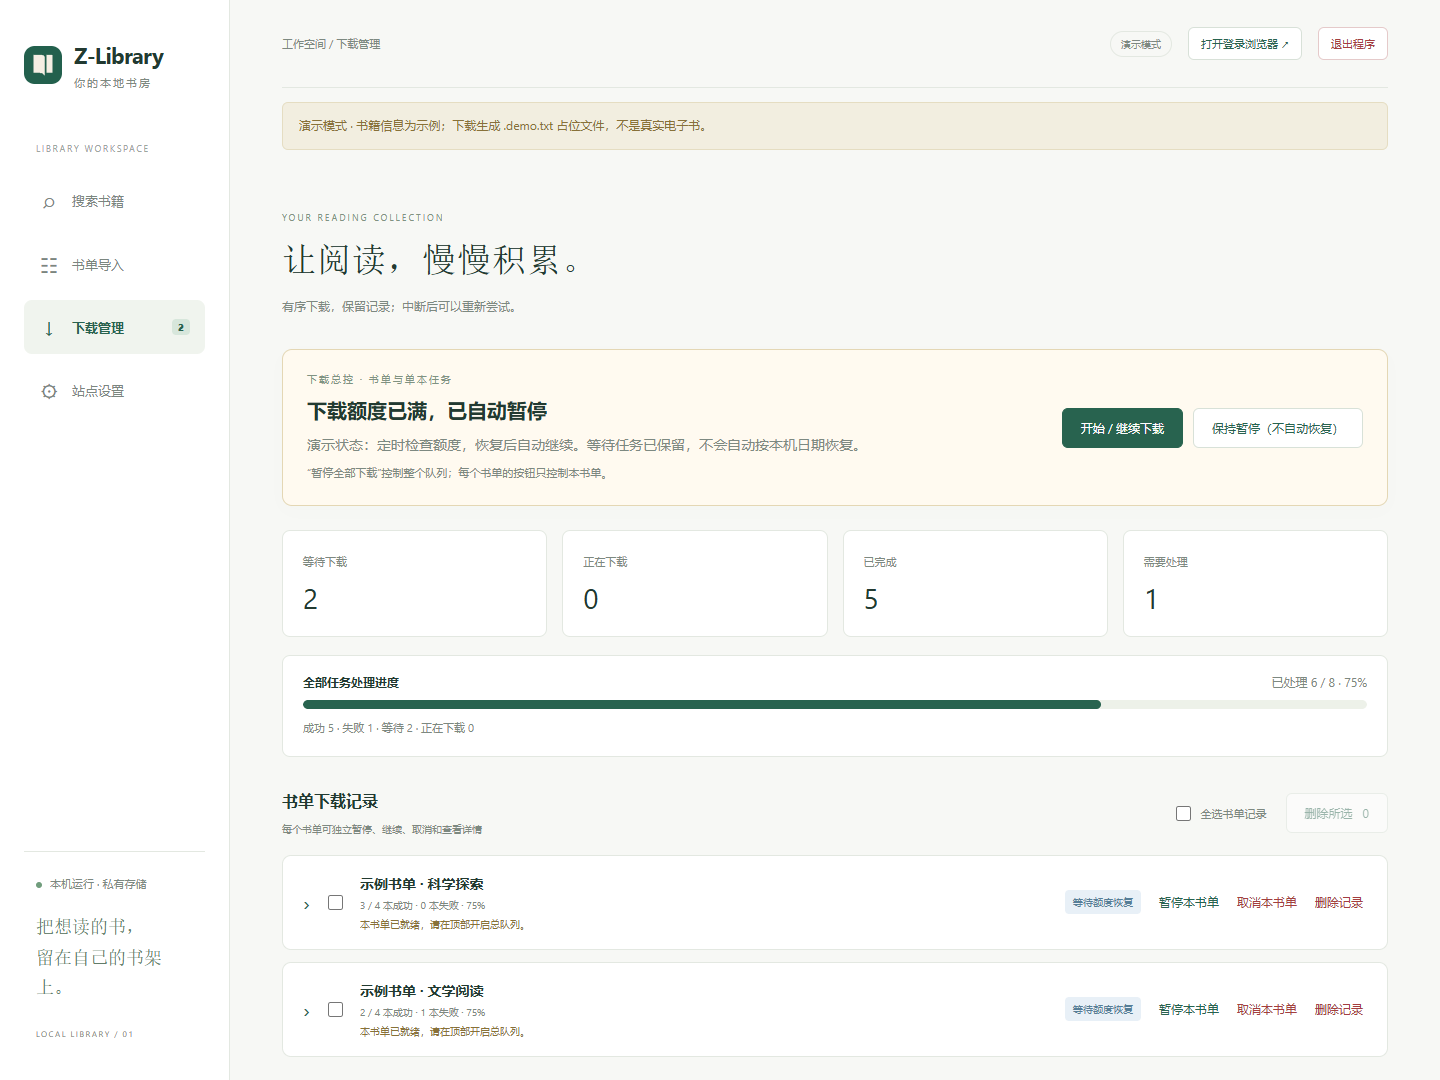 Z-Library
你的本地书房
LIBRARY WORKSPACE
搜索书籍
书单导入
下载管理
2
站点设置
本机运行 · 私有存储
把想读的书，
留在自己的书架
上。
LOCAL LIBRARY / 01
工作空间 / 下载管理
演示模式
打开登录浏览器 ↗
退出程序
演示模式 · 书籍信息为示例；下载生成 .demo.txt 占位文件，不是真实电子书。
YOUR READING COLLECTION
让阅读，慢慢积累。
有序下载，保留记录；中断后可以重新尝试。
下载总控 · 书单与单本任务
下载额度已满，已自动暂停
演示状态：定时检查额度，恢复后自动继续。等待任务已保留，不会自动按本机日期恢复。
“暂停全部下载”控制整个队列；每个书单的按钮只控制本书单。
开始 / 继续下载
保持暂停（不自动恢复）
等待下载
2
正在下载
0
已完成
5
需要处理
1
全部任务处理进度
已处理 6 / 8 · 75%
成功 5 · 失败 1 · 等待 2 · 正在下载 0
书单下载记录
每个书单可独立暂停、继续、取消和查看详情
全选书单记录
删除所选 0
示例书单 · 科学探索
3 / 4 本成功 · 0 本失败 · 75%
本书单已就绪，请在顶部开启总队列。
等待额度恢复
暂停本书单
取消本书单
删除记录
示例书单 · 文学阅读
2 / 4 本成功 · 1 本失败 · 75%
本书单已就绪，请在顶部开启总队列。
等待额度恢复
暂停本书单
取消本书单
删除记录